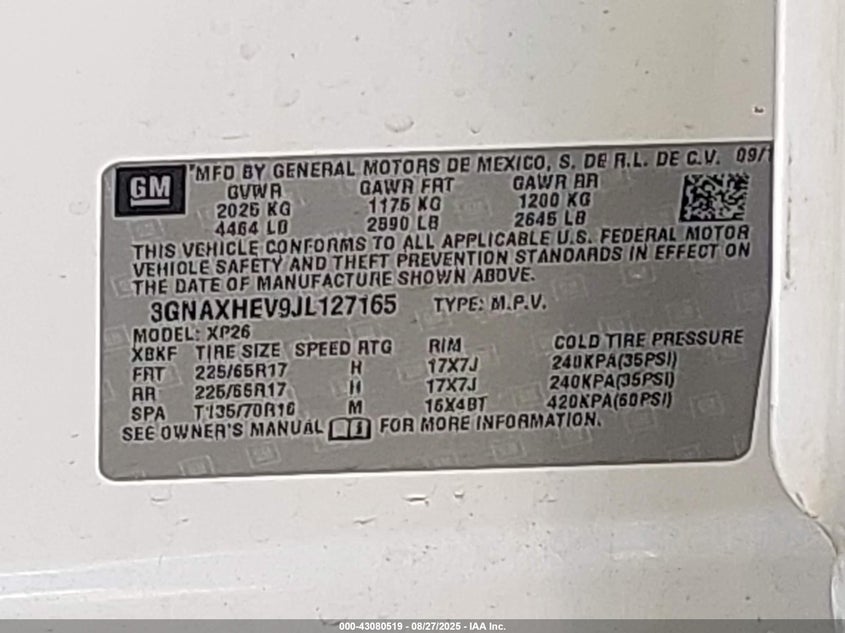 GM
MFD BY GENERAL MOTORS DE MEXICO, S. DE R.L. DE C.V. 09/1
GVWR GAWR FRT GAWR RR
2025 KG 1175 KG 1200 KG
4464 LB 2590 LB 2645 LB
THIS VEHICLE CONFORMS TO ALL APPLICABLE U.S. FEDERAL MOTOR
VEHICLE SAFETY AND THEFT PREVENTION STANDARDS IN EFFECT ON
THE DATE OF MANUFACTURE SHOWN ABOVE.
3GNAXHEV9JL127165 TYPE: M.P.V.
MODEL: XP26
XBKF TIRE SIZE SPEED RTG RIM COLD TIRE PRESSURE
FRT 225/65R17 H 17X7J 240KPA(35PSI)
RR 225/65R17 H 17X7J 240KPA(35PSI)
SPA T135/70R16 M 16X4BT 420KPA(60PSI)
SEE OWNER'S MANUAL FOR MORE INFORMATION.
000-43080519 - 08/27/2025 - IAA Inc.